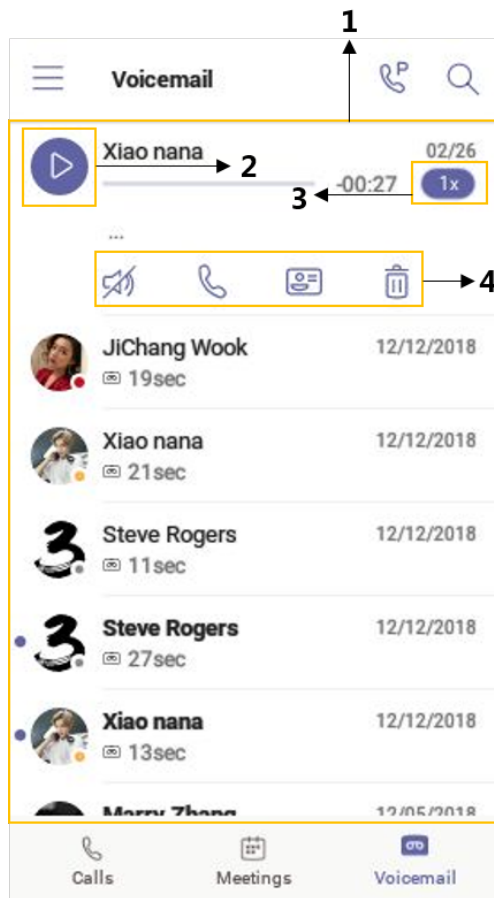 1
Voicemail
P
Xiao nana 02/26
2
-00:27 1x
3
...
4
JiChang Wook 12/12/2018
19sec
Xiao nana 12/12/2018
21sec
Steve Rogers 12/12/2018
11sec
Steve Rogers 12/12/2018
27sec
Xiao nana 12/12/2018
13sec
Marry Zhang 12/05/2018
Calls Meetings Voicemail